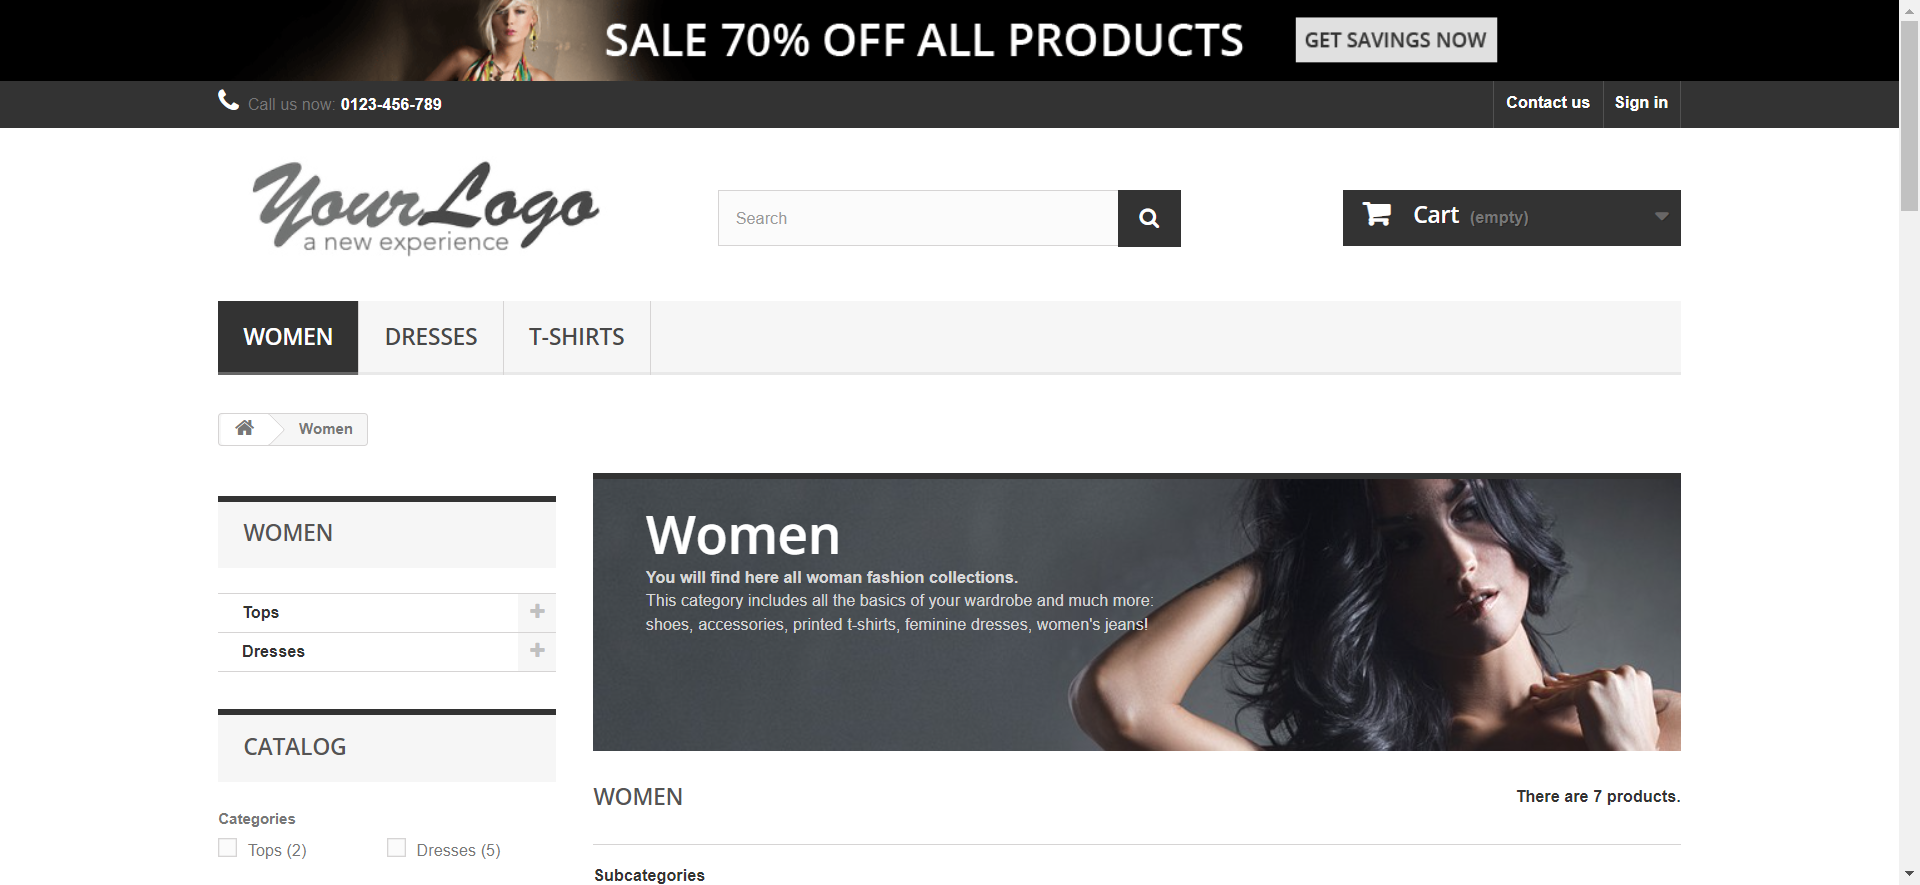 SALE 70% OFF ALL PRODUCTS
GET SAVINGS NOW
Call us now: 0123-456-789
Contact us
Sign in
YourLogo
a new experience
Search
Cart (empty)
WOMEN
DRESSES
T-SHIRTS
Women
WOMEN
Tops
Dresses
CATALOG
Categories
Tops (2)
Dresses (5)
Women
You will find here all woman fashion collections.
This category includes all the basics of your wardrobe and much more:
shoes, accessories, printed t-shirts, feminine dresses, women's jeans!
WOMEN
There are 7 products.
Subcategories